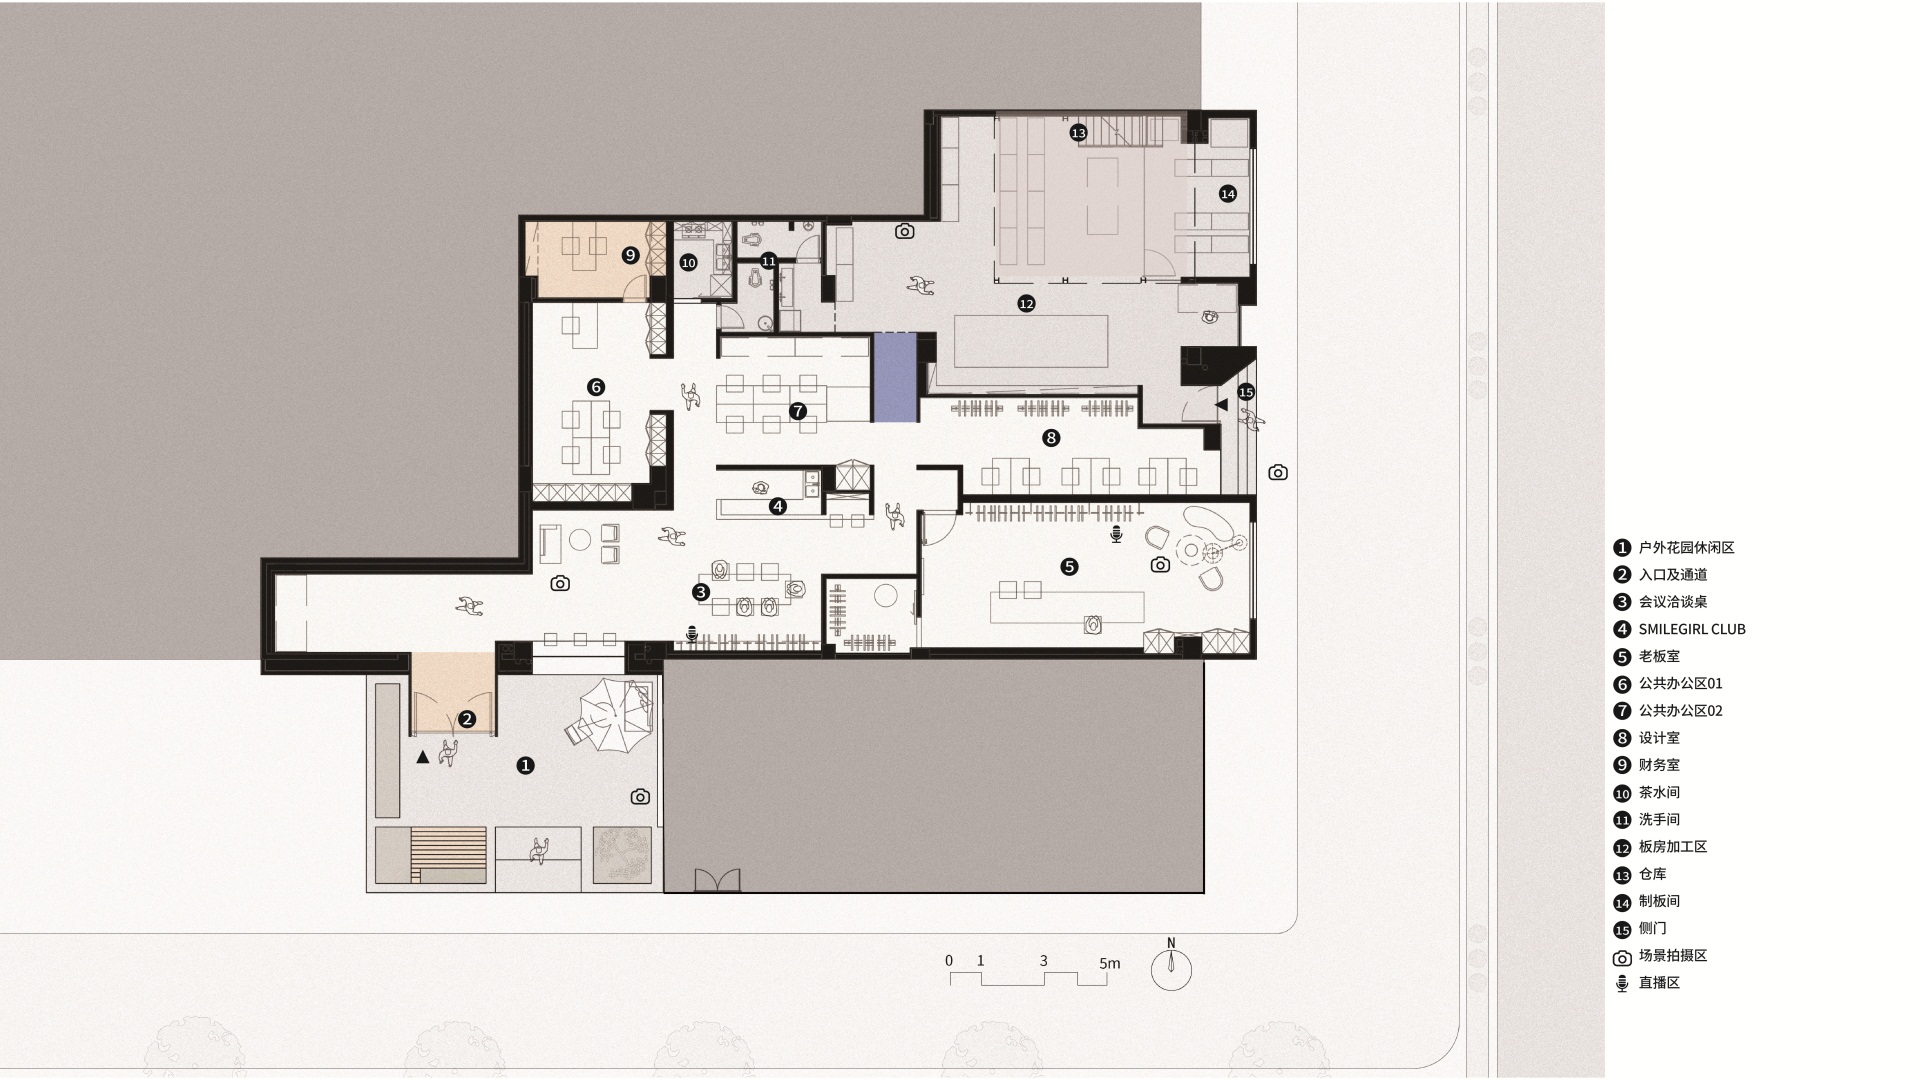 13
14
9
10
11
12
6
15
7
8
4
5
3
2
1
N
0 1 3 5m
1 户外花园休闲区
2 入口及通道
3 会议洽谈桌
4 SMILEGIRL CLUB
5 老板室
6 公共办公区01
7 公共办公区02
8 设计室
9 财务室
10 茶水间
11 洗手间
12 板房加工区
13 仓库
14 制板间
15 侧门
场景拍摄区
直播区